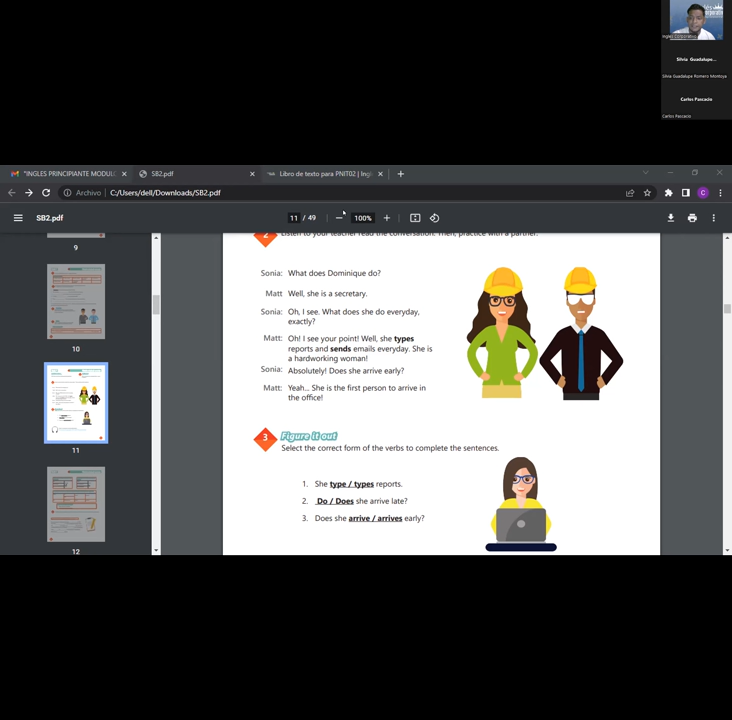 Inglés Corporativo
Silvia Guadalupe...
Silvia Guadalupe Romero Montoya
Carlos Pascacio
Carlos Pascacio
"INGLES PRINCIPIANTE MODUL
SB2.pdf
Libro de texto para PNIT02 | Ingl
Archivo
C:/Users/dell/Downloads/SB2.pdf
C
SB2.pdf
11 / 49
100%
9
10
11
12
2
Listen to your teacher read the conversation. Then, practice with a partner.
Sonia: What does Dominique do?
Matt Well, she is a secretary.
Sonia: Oh, I see. What does she do everyday,
exactly?
Matt: Oh! I see your point! Well, she types
reports and sends emails everyday. She is
a hardworking woman!
Sonia: Absolutely! Does she arrive early?
Matt: Yeah... She is the first person to arrive in
the office!
3
Figure it out
Select the correct form of the verbs to complete the sentences.
1. She type / types reports.
2. Do / Does she arrive late?
3. Does she arrive / arrives early?